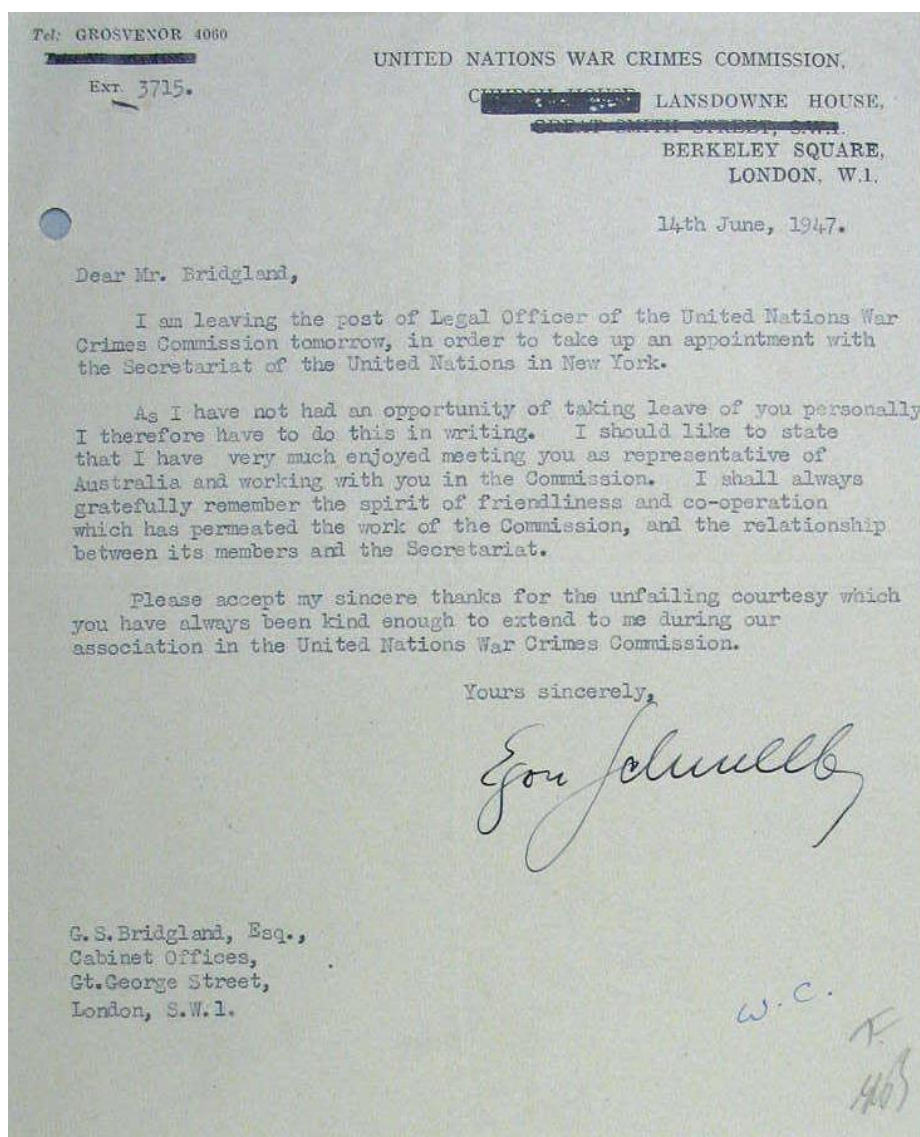 Tel: GROSVENOR 4060
EXT. 3715.
UNITED NATIONS WAR CRIMES COMMISSION,
LANSDOWNE HOUSE,
GREAT SMITH STREET, S.W.1.
BERKELEY SQUARE,
LONDON, W.1.
14th June, 1947.
Dear Mr. Bridgland,
I am leaving the post of Legal Officer of the United Nations War
Crimes Commission tomorrow, in order to take up an appointment with
the Secretariat of the United Nations in New York.
As I have not had an opportunity of taking leave of you personally
I therefore have to do this in writing. I should like to state
that I have very much enjoyed meeting you as representative of
Australia and working with you in the Commission. I shall always
gratefully remember the spirit of friendliness and co-operation
which has permeated the work of the Commission, and the relationship
between its members and the Secretariat.
Please accept my sincere thanks for the unfailing courtesy which
you have always been kind enough to extend to me during our
association in the United Nations War Crimes Commission.
Yours sincerely,
Egon Schwelb
G.S.Bridgland, Esq.,
Cabinet Offices,
Gt.George Street,
London, S.W.1.
W.C.